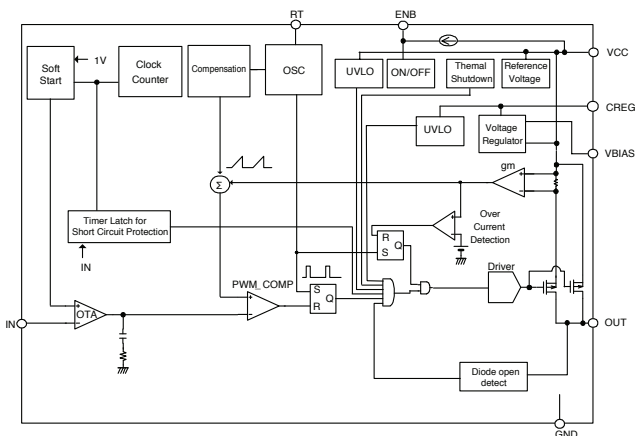 RT
ENB
VCC
Soft
Start
1V
Clock
Counter
Compensation
OSC
UVLO
ON/OFF
Themal
Shutdown
Reference
Voltage
CREG
UVLO
Voltage
Regulator
VBIAS
gm
Σ
Timer Latch for
Short Circuit Protection
IN
R
S
Q
Over
Current
Detection
PWM_COMP
Driver
S
R
Q
OTA
IN
OUT
Diode open
detect
GND